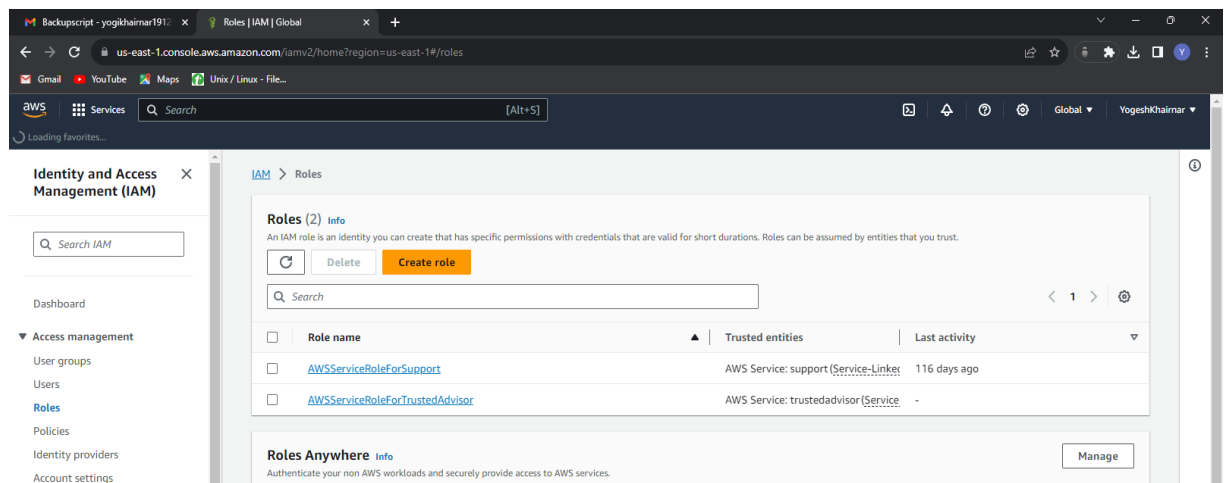 Backupscript - yogikhairnar1912
Roles | IAM | Global
us-east-1.console.aws.amazon.com/iamv2/home?region=us-east-1#/roles
Y
Gmail
YouTube
Maps
Unix / Linux - File...
aws
Services
Search
[Alt+S]
Global
YogeshKhairnar
Loading favorites...
Identity and Access
Management (IAM)
Search IAM
Dashboard
Access management
User groups
Users
Roles
Policies
Identity providers
Account settings
IAM > Roles
Roles (2) Info
An IAM role is an identity you can create that has specific permissions with credentials that are valid for short durations. Roles can be assumed by entities that you trust.
Delete
Create role
Search
1
Role name
Trusted entities
Last activity
AWSServiceRoleForSupport
AWS Service: support (Service-Linked
116 days ago
AWSServiceRoleForTrustedAdvisor
AWS Service: trustedadvisor (Service
-
Roles Anywhere Info
Manage
Authenticate your non AWS workloads and securely provide access to AWS services.